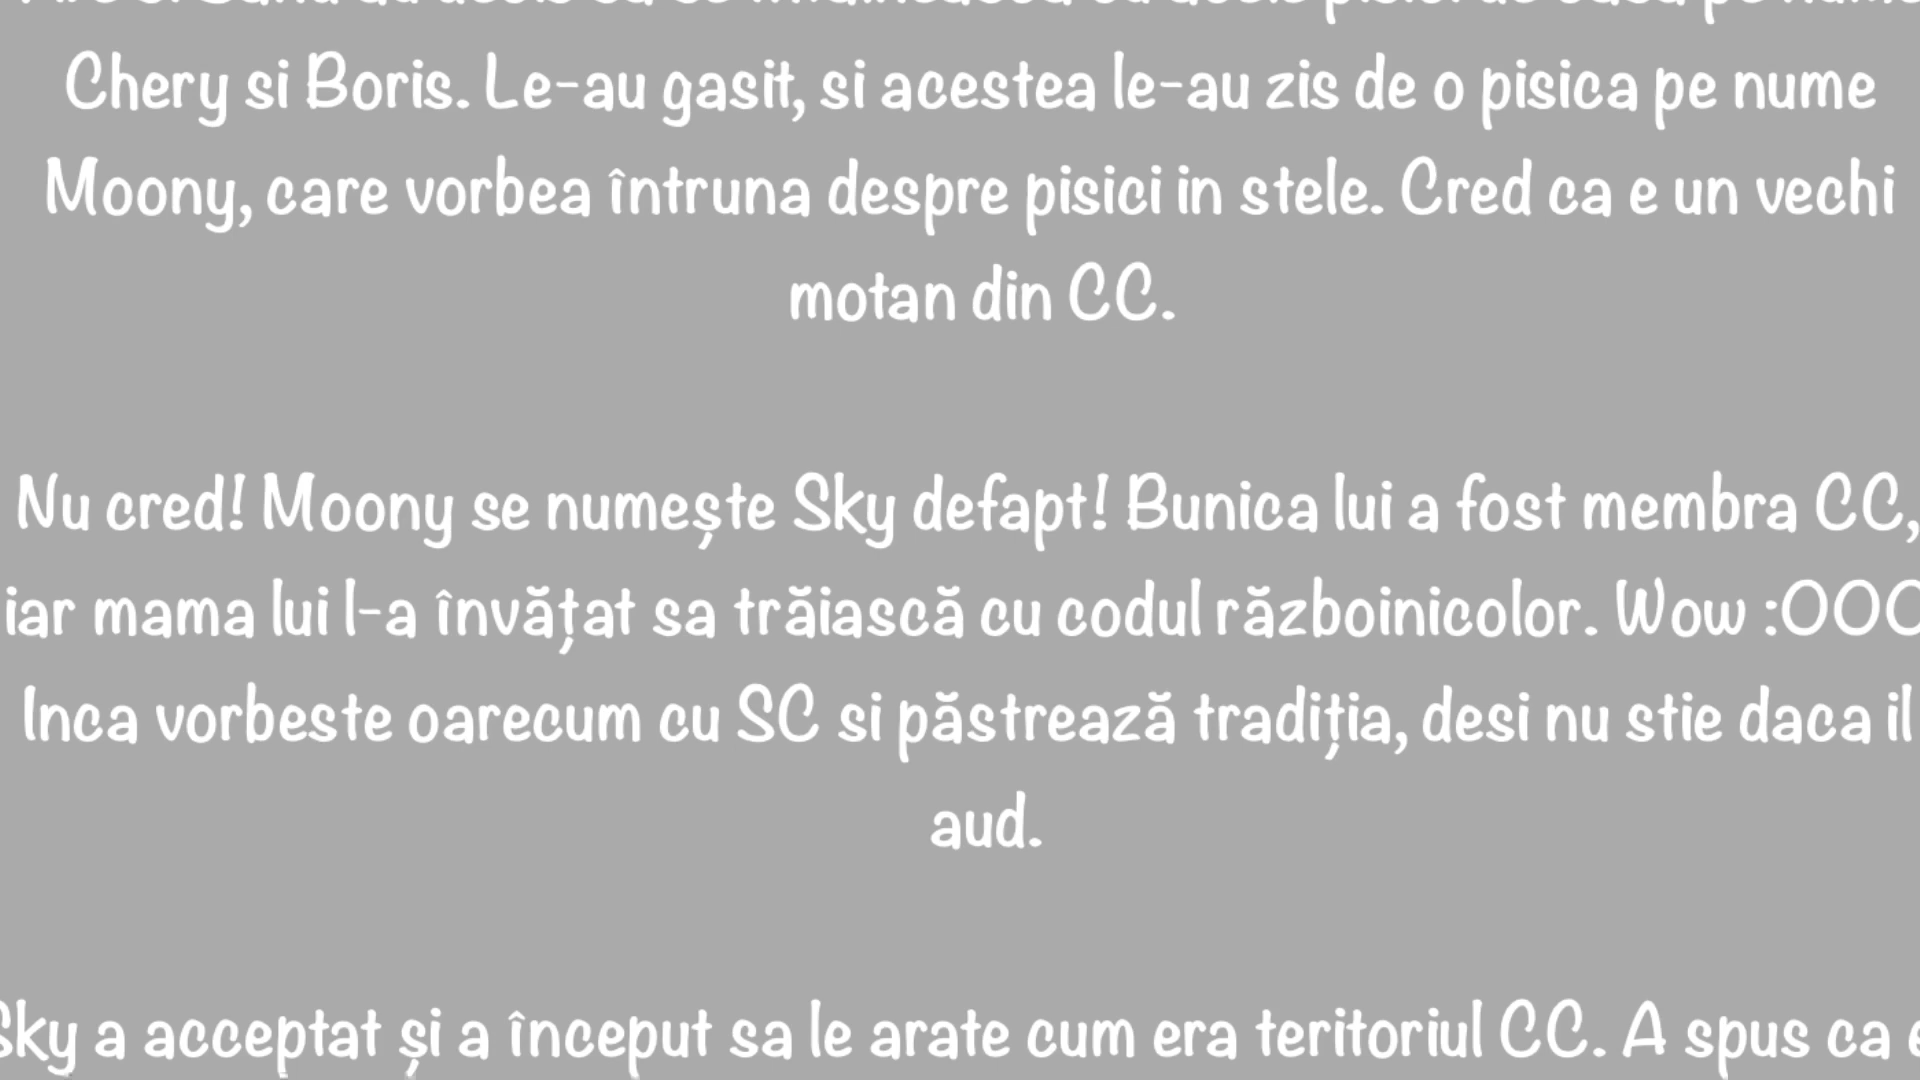 Chery si Boris. Le-au gasit, si acestea le-au zis de o pisica pe nume
Moony, care vorbea întruna despre pisici in stele. Cred ca e un vechi
motan din CC.
Nu cred! Moony se numește Sky defapt! Bunica lui a fost membra CC,
iar mama lui l-a învățat sa trăiască cu codul războinicolor. Wow :OOO
Inca vorbeste oarecum cu SC si păstrează tradiția, desi nu stie daca il
aud.
Sky a acceptat și a început sa le arate cum era teritoriul CC. A spus ca